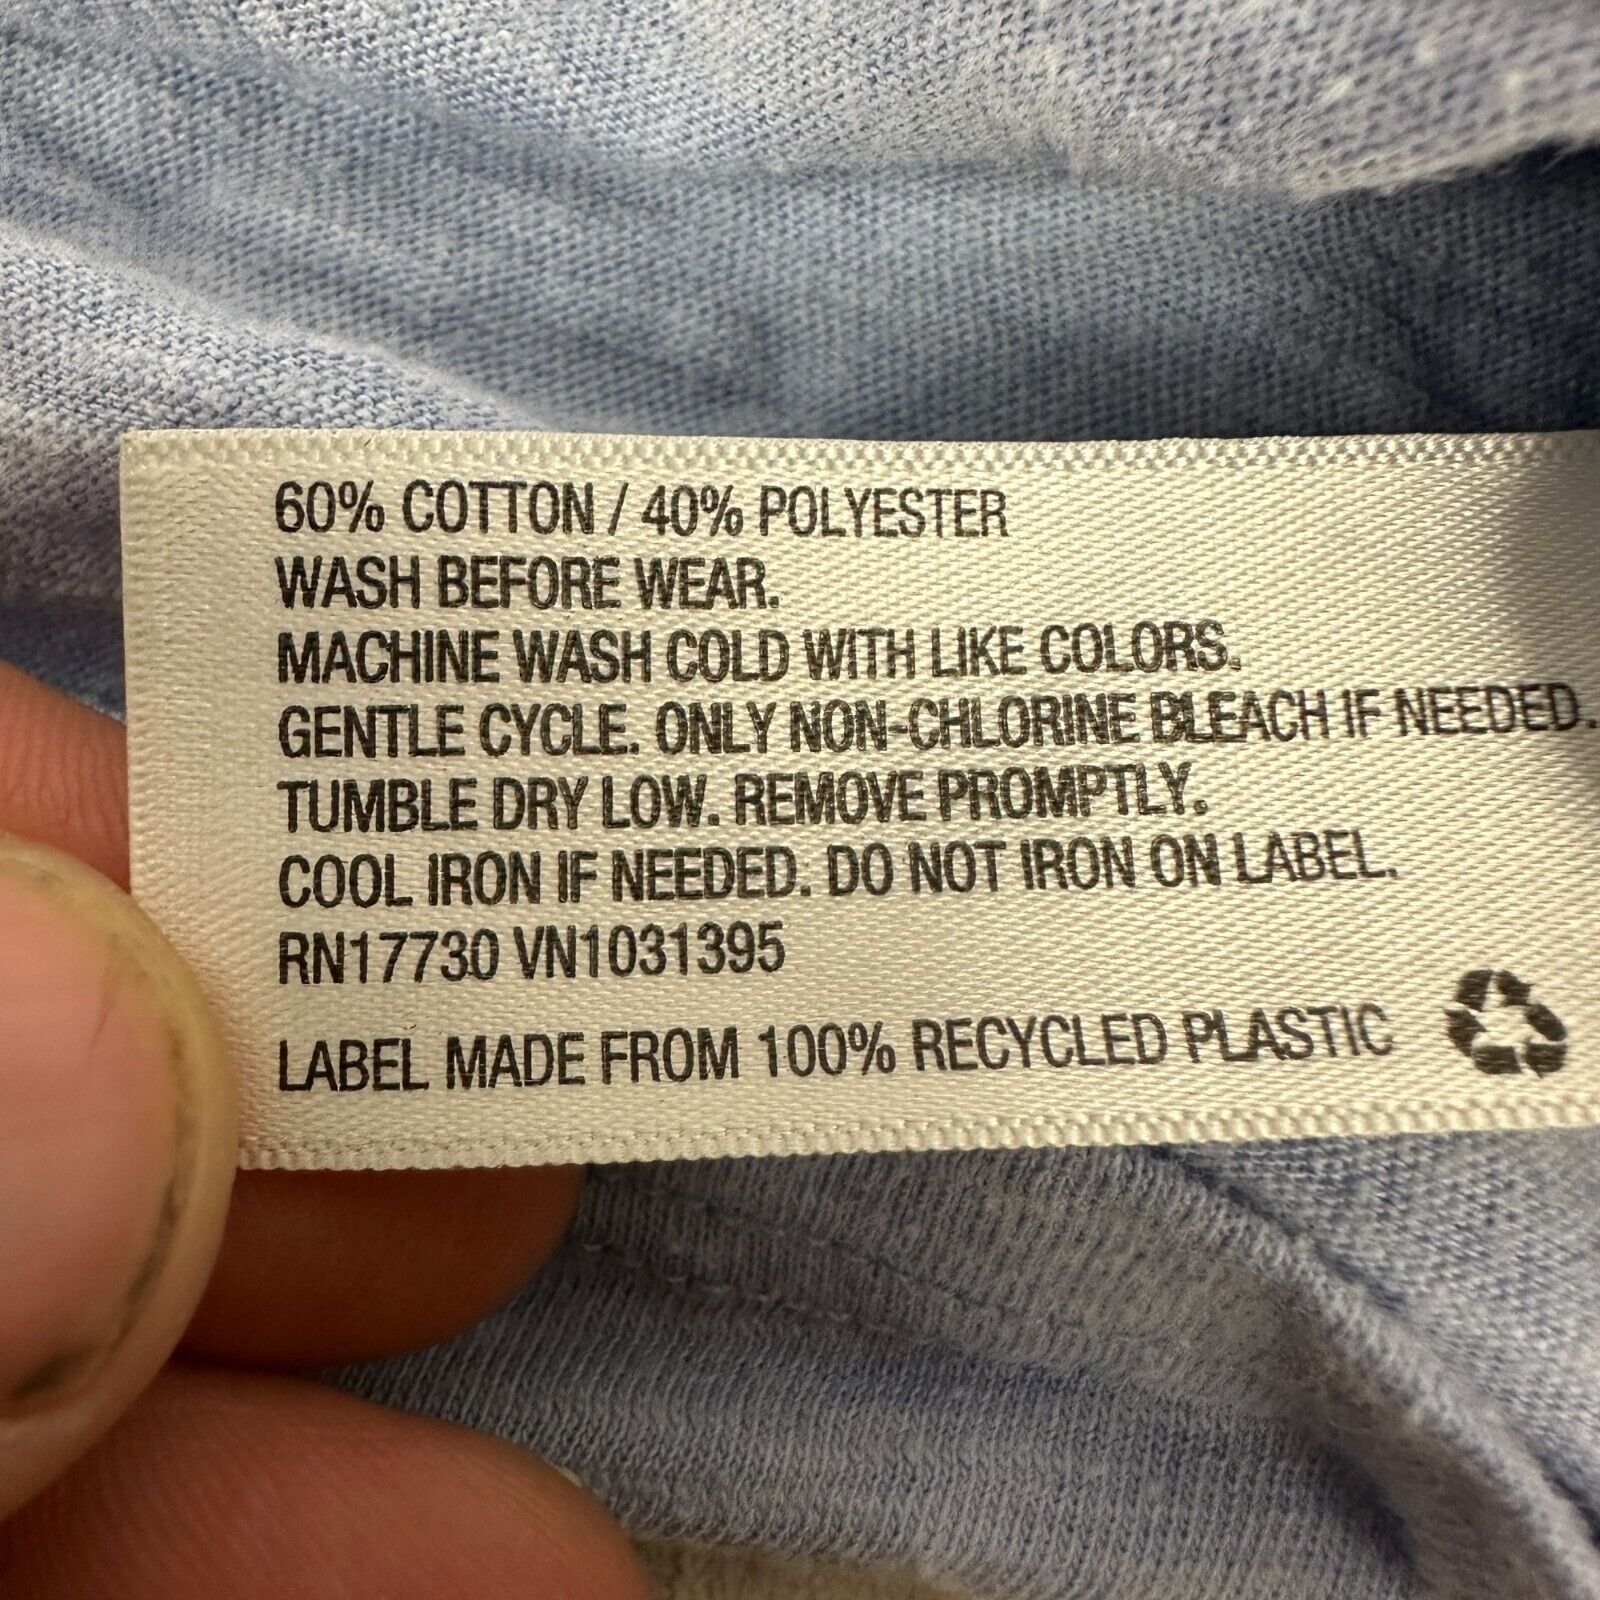 60% COTTON / 40% POLYESTER
WASH BEFORE WEAR.
MACHINE WASH COLD WITH LIKE COLORS.
GENTLE CYCLE. ONLY NON-CHLORINE BLEACH IF NEEDED.
TUMBLE DRY LOW. REMOVE PROMPTLY.
COOL IRON IF NEEDED. DO NOT IRON ON LABEL.
RN17730 VN1031395
LABEL MADE FROM 100% RECYCLED PLASTIC